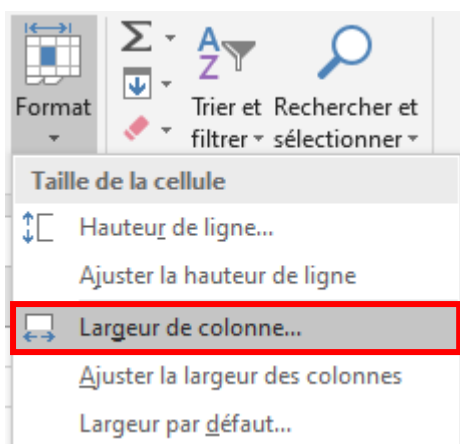 Format
Trier et
filtrer
Rechercher et
sélectionner
Taille de la cellule
Hauteur de ligne...
Ajuster la hauteur de ligne
Largeur de colonne...
Ajuster la largeur des colonnes
Largeur par défaut...